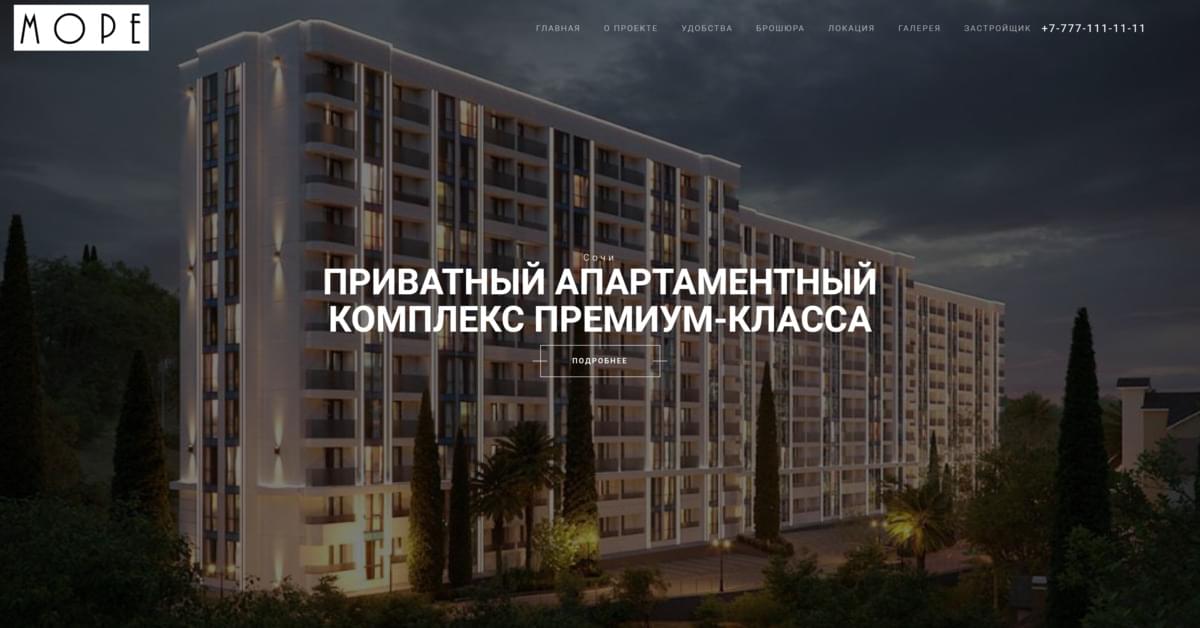 МОРЕ
ГЛАВНАЯ О ПРОЕКТЕ УДОБСТВА БРОШЮРА ЛОКАЦИЯ ГАЛЕРЕЯ ЗАСТРОЙЩИК +7-777-111-11-11
Сочи
ПРИВАТНЫЙ АПАРТАМЕНТНЫЙ
КОМПЛЕКС ПРЕМИУМ-КЛАССА
ПОДРОБНЕЕ